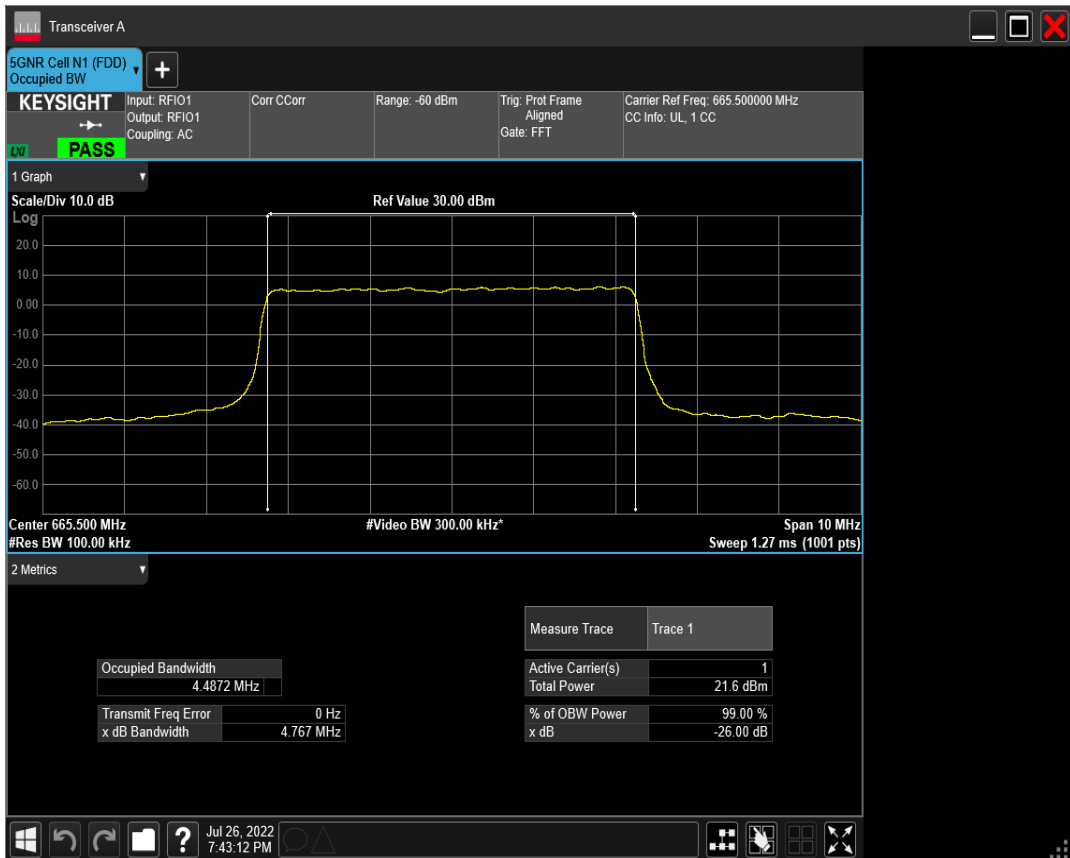 Transceiver A
5GNR Cell N1 (FDD)
Occupied BW
KEYSIGHT
LXI
PASS
Input: RFIO1
Output: RFIO1
Coupling: AC
Corr CCorr
Range: -60 dBm
Trig: Prot Frame
Aligned
Gate: FFT
Carrier Ref Freq: 665.500000 MHz
CC Info: UL, 1 CC
1 Graph
Scale/Div 10.0 dB
Ref Value 30.00 dBm
Log
20.0
10.0
0.00
-10.0
-20.0
-30.0
-40.0
-50.0
-60.0
Center 665.500 MHz
#Video BW 300.00 kHz*
Span 10 MHz
#Res BW 100.00 kHz
Sweep 1.27 ms (1001 pts)
2 Metrics
Measure Trace Trace 1
Occupied Bandwidth
4.4872 MHz
Active Carrier(s) 1
Total Power 21.6 dBm
Transmit Freq Error 0 Hz
x dB Bandwidth 4.767 MHz
% of OBW Power 99.00 %
x dB -26.00 dB
?
Jul 26, 2022
7:43:12 PM